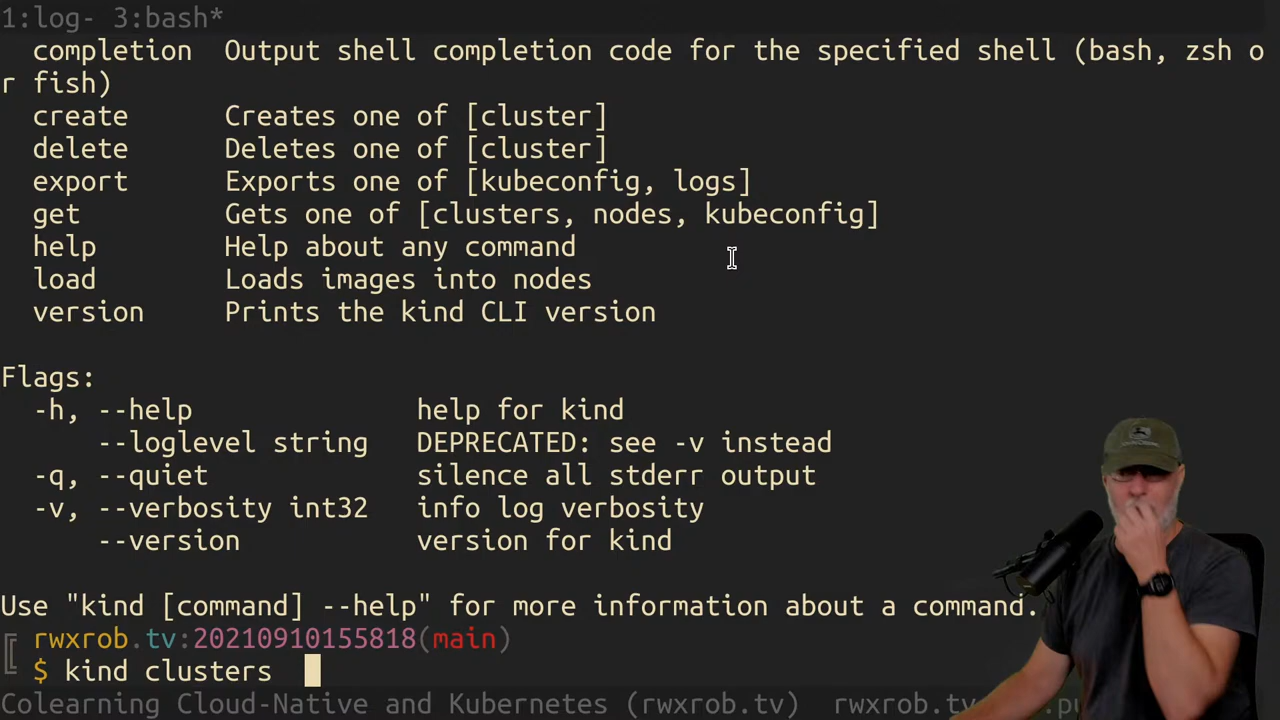 1:log- 3:bash*
completion Output shell completion code for the specified shell (bash, zsh o
r fish)
create Creates one of [cluster]
delete Deletes one of [cluster]
export Exports one of [kubeconfig, logs]
get Gets one of [clusters, nodes, kubeconfig]
help Help about any command
load Loads images into nodes
version Prints the kind CLI version
Flags:
-h, --help help for kind
--loglevel string DEPRECATED: see -v instead
-q, --quiet silence all stderr output
-v, --verbosity int32 info log verbosity
--version version for kind
Use "kind [command] --help" for more information about a command.
rwxrob.tv:20210910155818(main)
$ kind clusters
Colearning Cloud-Native and Kubernetes (rwxrob.tv) rwxrob.tv